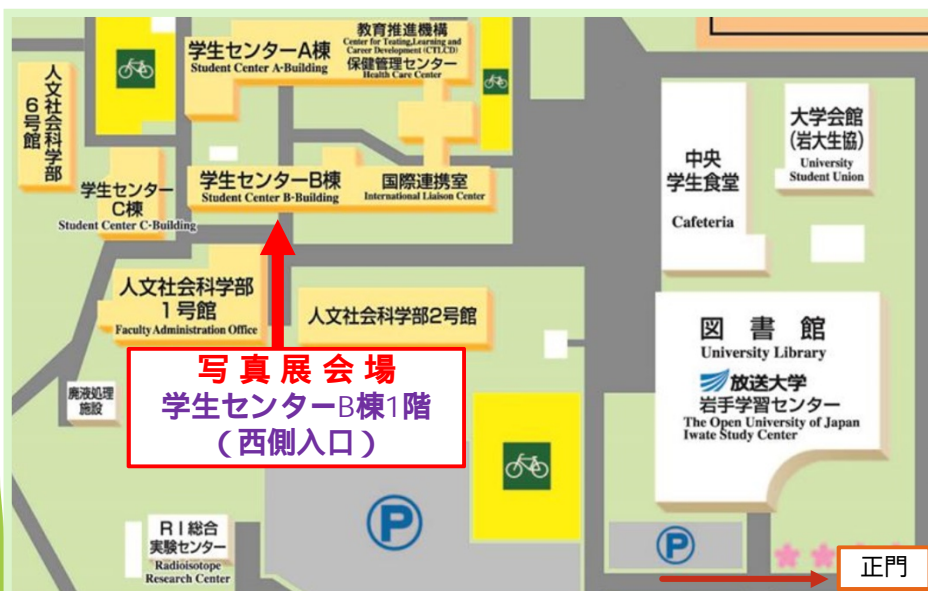 教育推進機構
Center for Teating,Learning and
Career Development (CTLCD)
保健管理センター
Health Care Center
学生センターA棟
Student Center A-Building
人文社会科学部
6号館
大学会館
(岩大生協)
University
Student Union
中央
学生食堂
Cafeteria
学生センター
C棟
Student Center C-Building
学生センターB棟
Student Center B-Building
国際連携室
International Liaison Center
人文社会科学部
1号館
Faculty Administration Office
人文社会科学部2号館
図書館
University Library
放送大学
岩手学習センター
The Open University of Japan
Iwate Study Center
写真展会場
学生センターB棟1階
(西側入口)
廃液処理
施設
RI総合
実験センター
Radioisotope
Research Center
P
P
正門